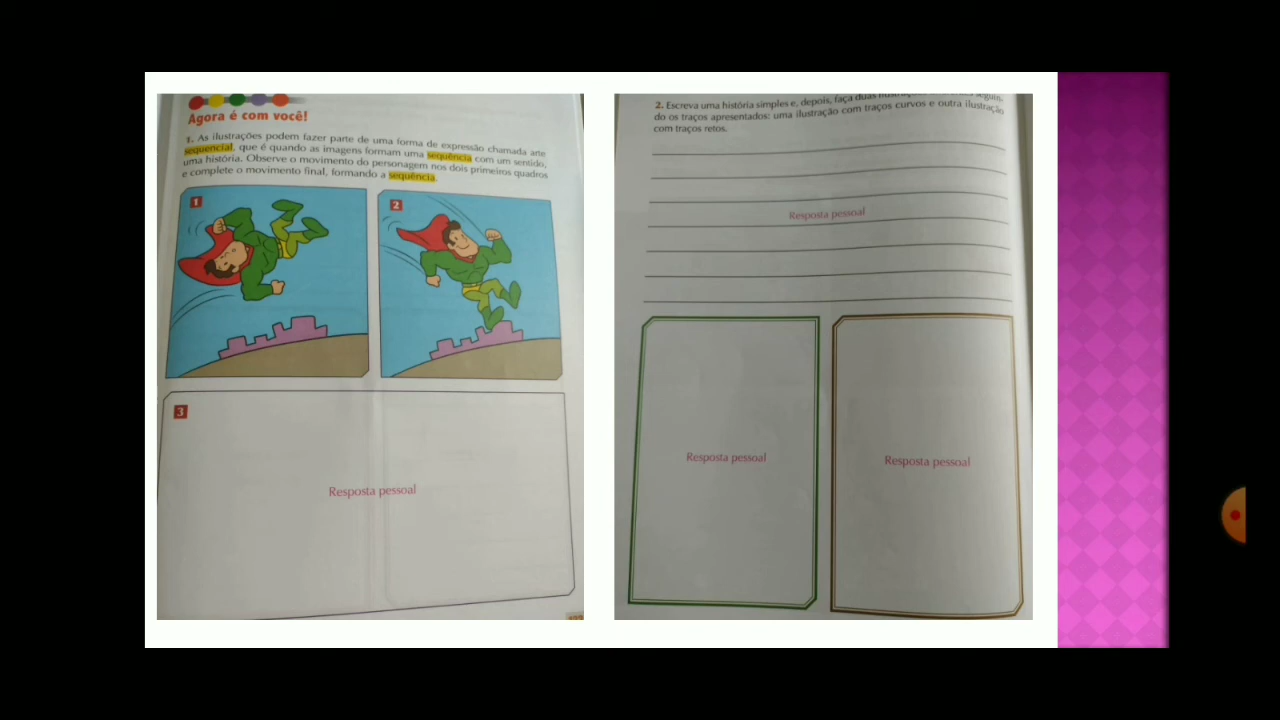 Agora é com você!
1. As ilustrações podem fazer parte de uma forma de expressão chamada arte
sequencial, que é quando as imagens formam uma sequência com um sentido,
uma história. Observe o movimento do personagem nos dois primeiros quadros
e complete o movimento final, formando a sequência.
1
2
3
Resposta pessoal
2. Escreva uma história simples e, depois, faça duas
do os traços apresentados: uma ilustração com traços curvos e outra ilustração
com traços retos.
Resposta pessoal
Resposta pessoal
Resposta pessoal